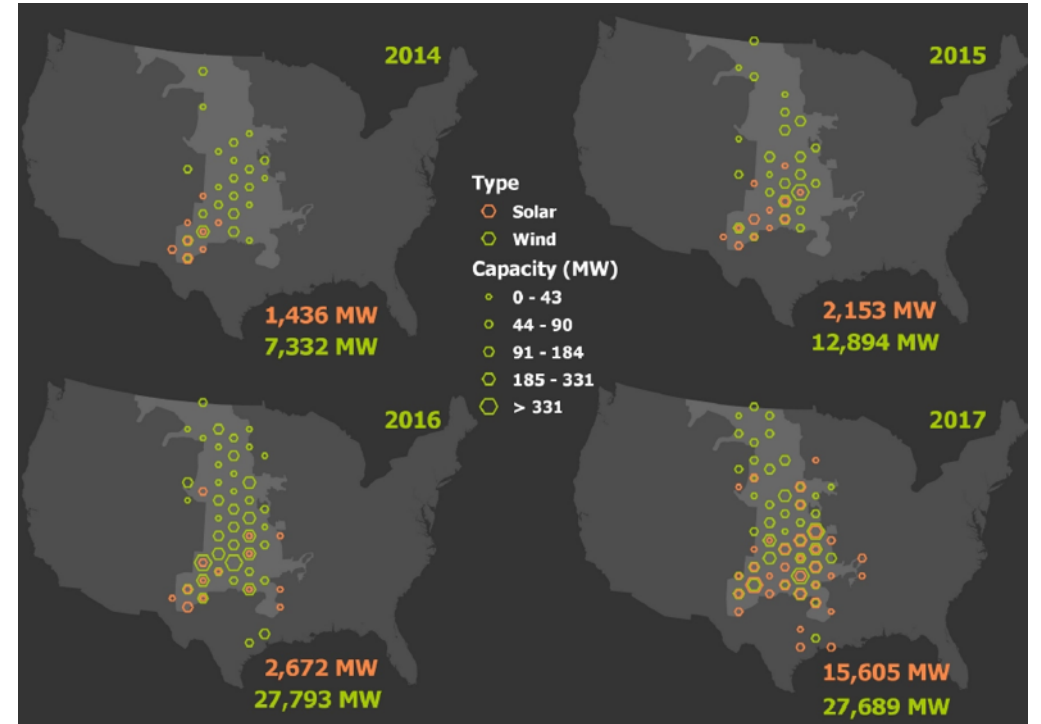 2014
2015
Type
Solar
Wind
Capacity (MW)
0 - 43
44 - 90
91 - 184
185 - 331
> 331
1,436 MW
7,332 MW
2,153 MW
12,894 MW
2016
2017
2,672 MW
27,793 MW
15,605 MW
27,689 MW